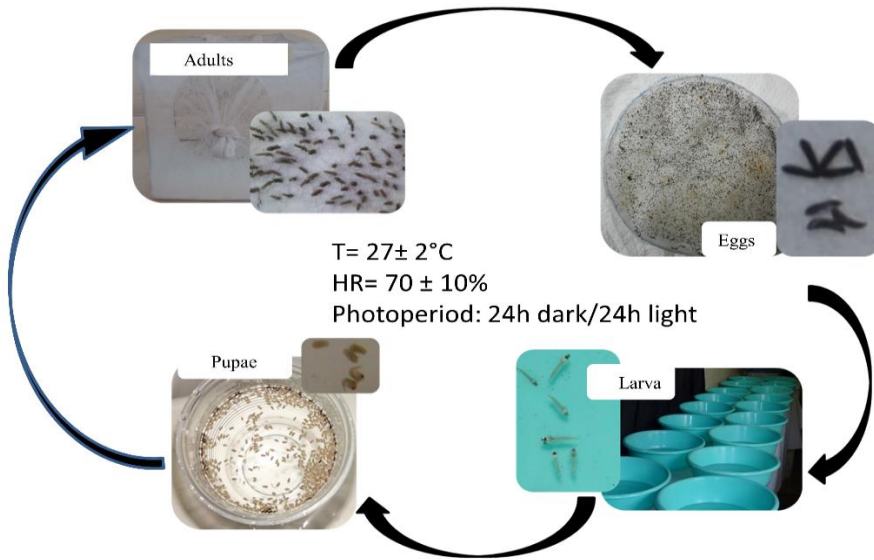 Adults
Eggs
T= 27± 2°C
HR= 70 ± 10%
Photoperiod: 24h dark/24h light
Pupae
Larva